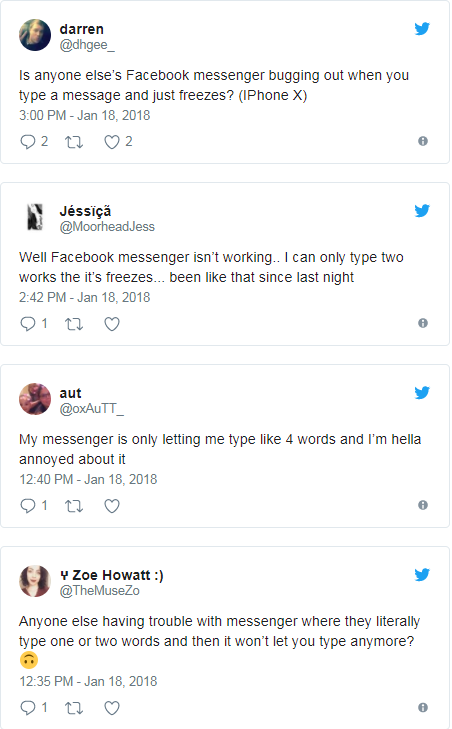 darren
@dhgee_
Is anyone else’s Facebook messenger bugging out when you
type a message and just freezes? (IPhone X)
3:00 PM - Jan 18, 2018
2 2
Jéssïçã
@MoorheadJess
Well Facebook messenger isn’t working.. I can only type two
works the it’s freezes... been like that since last night
2:42 PM - Jan 18, 2018
1
aut
@oxAuTT_
My messenger is only letting me type like 4 words and I’m hella
annoyed about it
12:40 PM - Jan 18, 2018
1
Zoe Howatt :)
@TheMuseZo
Anyone else having trouble with messenger where they literally
type one or two words and then it won’t let you type anymore?
🙃
12:35 PM - Jan 18, 2018
1